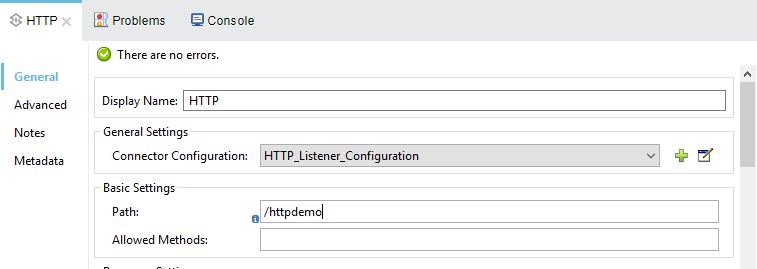 HTTP Problems Console
There are no errors.
General
Advanced
Notes
Metadata
Display Name: HTTP
General Settings
Connector Configuration: HTTP_Listener_Configuration
Basic Settings
Path: /httpdemo
Allowed Methods: